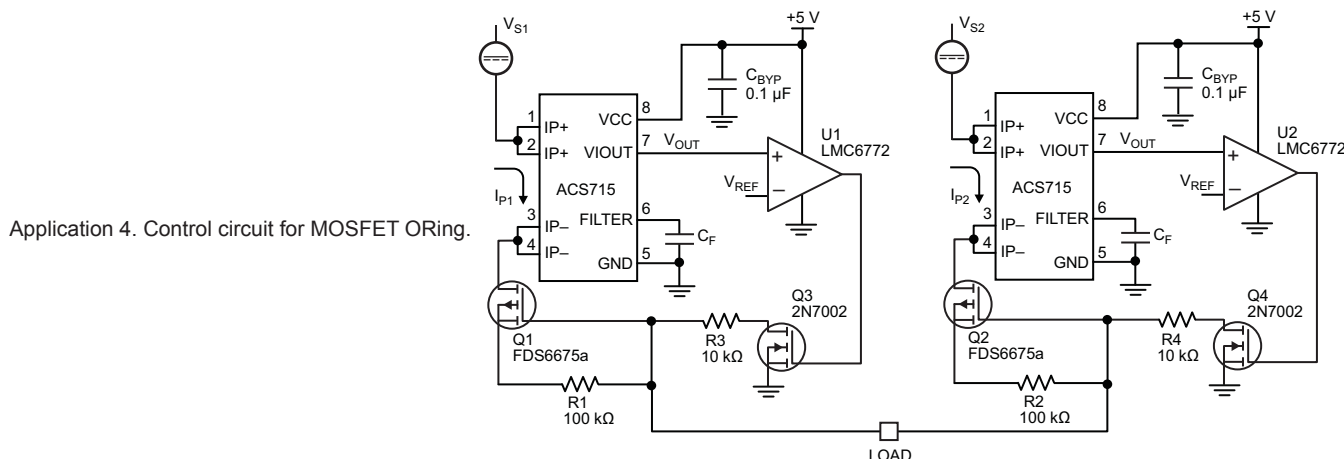 Application 4. Control circuit for MOSFET ORing.
VS1
+5 V
CBYP
0.1 µF
1
IP+
2
IP+
VCC
8
VIOUT
7
VOUT
ACS715
IP1
3
IP–
4
IP–
FILTER
6
CF
GND
5
VREF
+
–
U1
LMC6772
Q1
FDS6675a
R1
100 kΩ
R3
10 kΩ
Q3
2N7002
VS2
+5 V
CBYP
0.1 µF
1
IP+
2
IP+
VCC
8
VIOUT
7
VOUT
ACS715
IP2
3
IP–
4
IP–
FILTER
6
CF
GND
5
VREF
+
–
U2
LMC6772
Q2
FDS6675a
R2
100 kΩ
R4
10 kΩ
Q4
2N7002
LOAD